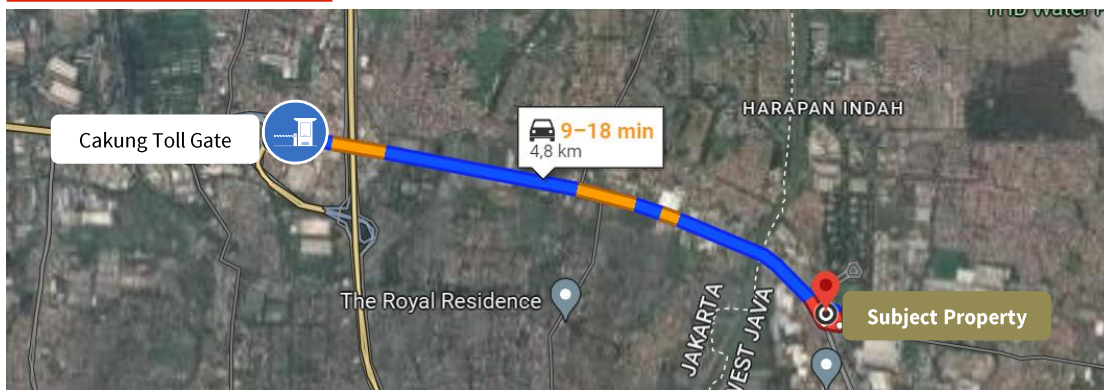 Cakung Toll Gate
9–18 min
4,8 km
HARAPAN INDAH
The Royal Residence
JAKARTA
WEST JAVA
Subject Property